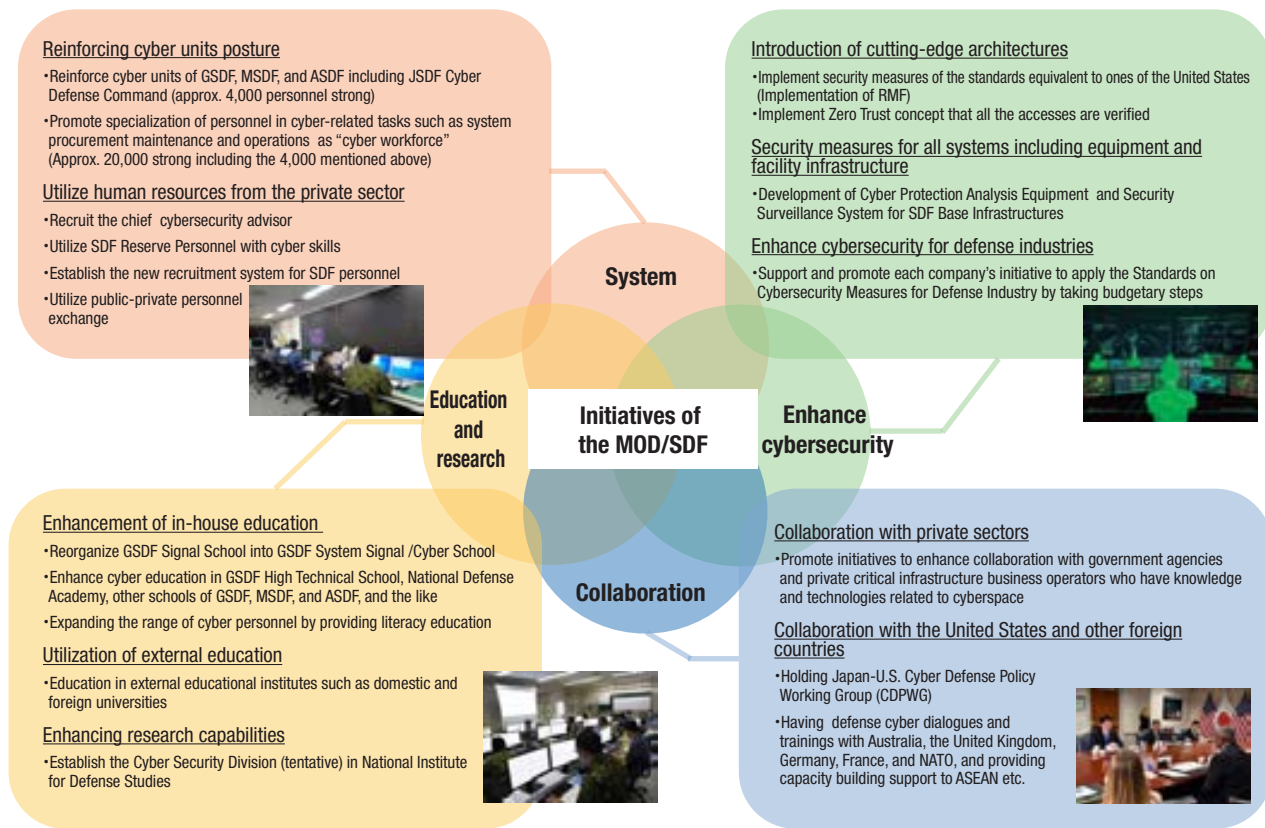 Reinforcing cyber units posture
・Reinforce cyber units of GSDF, MSDF, and ASDF including JSDF Cyber
Defense Command (approx. 4,000 personnel strong)
・Promote specialization of personnel in cyber-related tasks such as system
procurement maintenance and operations as “cyber workforce”
(Approx. 20,000 strong including the 4,000 mentioned above)
Utilize human resources from the private sector
・Recruit the chief cybersecurity advisor
・Utilize SDF Reserve Personnel with cyber skills
・Establish the new recruitment system for SDF personnel
・Utilize public-private personnel
exchange
Introduction of cutting-edge architectures
・Implement security measures of the standards equivalent to ones of the United States
(Implementation of RMF)
・Implement Zero Trust concept that all the accesses are verified
Security measures for all systems including equipment and
facility infrastructure
・Development of Cyber Protection Analysis Equipment and Security
Surveillance System for SDF Base Infrastructures
Enhance cybersecurity for defense industries
・Support and promote each company’s initiative to apply the Standards on
Cybersecurity Measures for Defense Industry by taking budgetary steps
System
Education
and
research
Initiatives of
the MOD/SDF
Enhance
cybersecurity
Collaboration
Enhancement of in-house education
・Reorganize GSDF Signal School into GSDF System Signal /Cyber School
・Enhance cyber education in GSDF High Technical School, National Defense
Academy, other schools of GSDF, MSDF, and ASDF, and the like
・Expanding the range of cyber personnel by providing literacy education
Utilization of external education
・Education in external educational institutes such as domestic and
foreign universities
Enhancing research capabilities
・Establish the Cyber Security Division (tentative) in National Institute
for Defense Studies
Collaboration with private sectors
・Promote initiatives to enhance collaboration with government agencies
and private critical infrastructure business operators who have knowledge
and technologies related to cyberspace
Collaboration with the United States and other foreign
countries
・Holding Japan-U.S. Cyber Defense Policy
Working Group (CDPWG)
・Having defense cyber dialogues and
trainings with Australia, the United Kingdom,
Germany, France, and NATO, and providing
capacity building support to ASEAN etc.